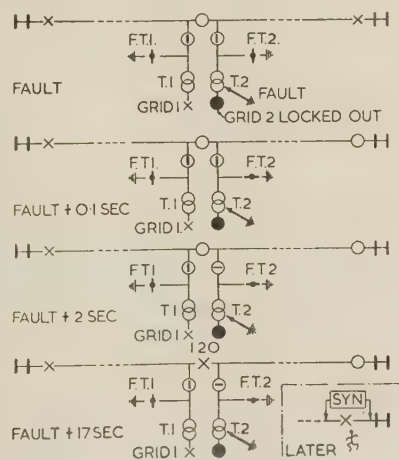 F.T.1. F.T.2.
T.1 T.2
FAULT FAULT
GRID 1 GRID 2 LOCKED OUT
F.T.1. F.T.2
T.1 T.2
FAULT + 0·1 SEC
GRID 1
F.T.1 F.T.2
T.1 T.2
FAULT + 2 SEC
GRID 1
120
F.T.1 F.T.2
SYN
T.1 T.2
FAULT + 17 SEC
GRID 1
LATER